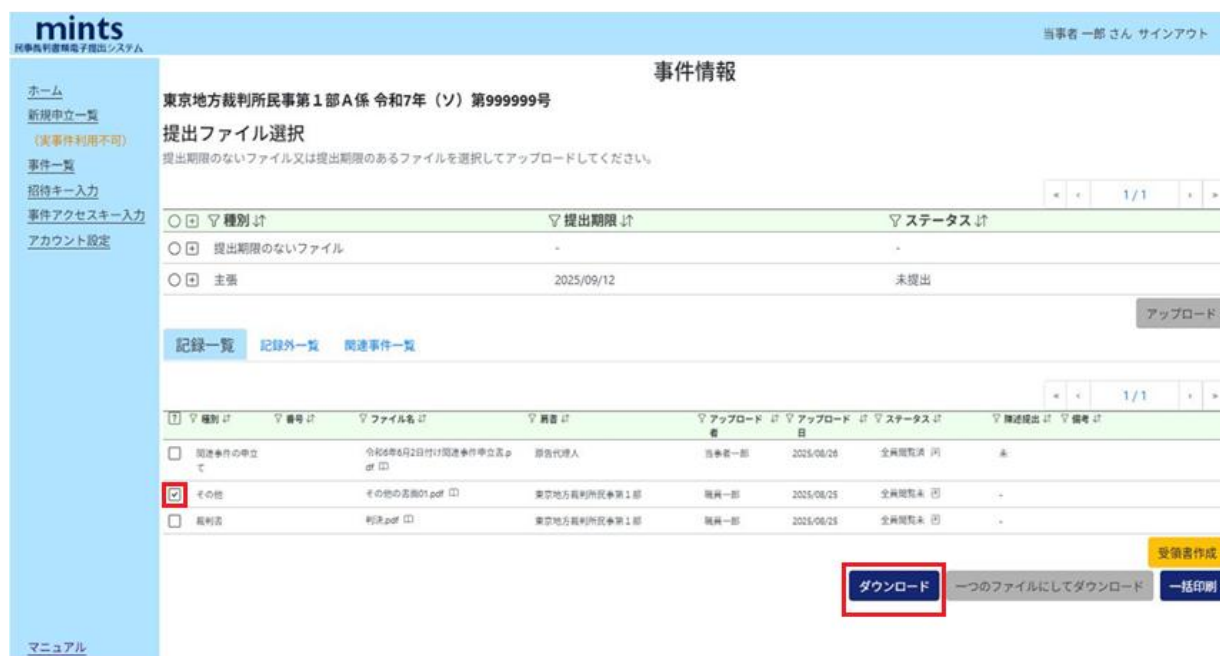 mints
民事裁判書類電子提出システム
当事者 一郎 さん サインアウト
ホーム
新規申立一覧
（実事件利用不可）
事件一覧
招待キー入力
事件アクセスキー入力
アカウント設定
マニュアル
事件情報
東京地方裁判所民事第１部Ａ係 令和7年（ソ）第999999号
提出ファイル選択
提出期限のないファイル又は提出期限のあるファイルを選択してアップロードしてください。
« ‹ 1/1 › »
種別 提出期限 ステータス
提出期限のないファイル - -
主張 2025/09/12 未提出
アップロード
記録一覧 記録外一覧 関連事件一覧
« ‹ 1/1 › »
? 種別 番号 ファイル名 肩書 アップロード アップロード ステータス 陳述提出 備考
者 日
関連事件の申立 令和6年6月2日付け関連事件申立書.p 原告代理人 当事者一郎 2025/08/26 全員閲覧済 未
て df
その他 その他の書面01.pdf 東京地方裁判所民事第１部 職員一郎 2025/08/25 全員閲覧未 -
裁判書 判決.pdf 東京地方裁判所民事第１部 職員一郎 2025/08/25 全員閲覧未 -
受領書作成
ダウンロード 一つのファイルにしてダウンロード 一括印刷